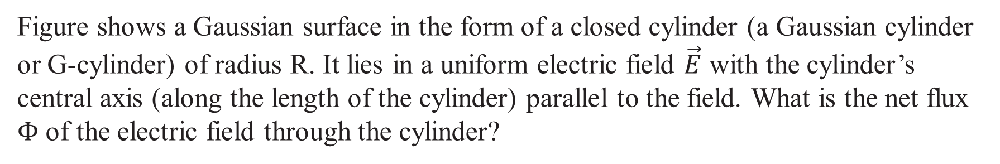 Figure shows a Gaussian surface in the form of a closed cylinder (a Gaussian cylinder
or G-cylinder) of radius R. It lies in a uniform electric field \vec{E} with the cylinder’s
central axis (along the length of the cylinder) parallel to the field. What is the net flux
Φ of the electric field through the cylinder?